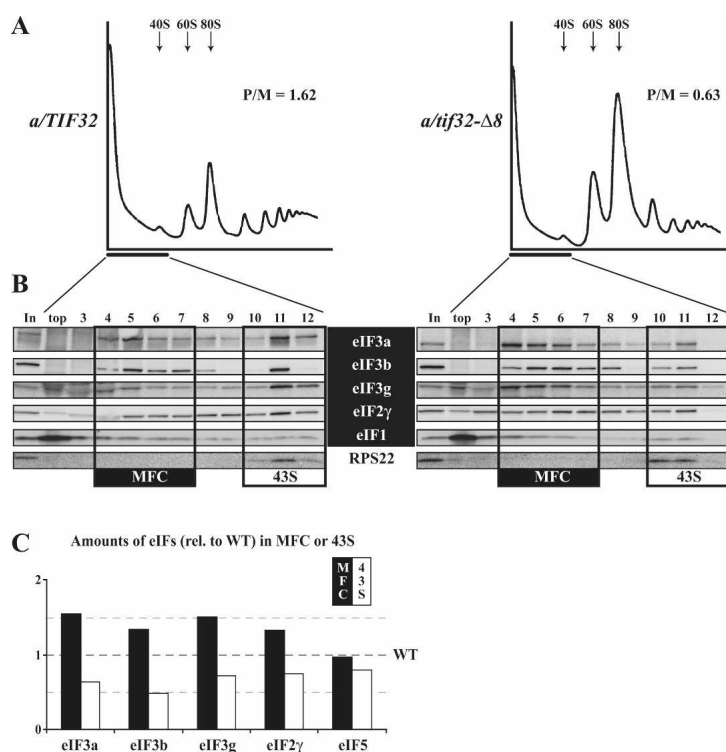 A
40S 60S 80S
P/M = 1.62
a/TIF32
40S 60S 80S
P/M = 0.63
a/tif32-Δ8
B
In top 3 4 5 6 7 8 9 10 11 12
In top 3 4 5 6 7 8 9 10 11 12
eIF3a
eIF3b
eIF3g
eIF2γ
eIF1
RPS22
MFC 43S
MFC 43S
C
Amounts of eIFs (rel. to WT) in MFC or 43S
M 4
F 3
C S
2
1
0
WT
eIF3a eIF3b eIF3g eIF2γ eIF5